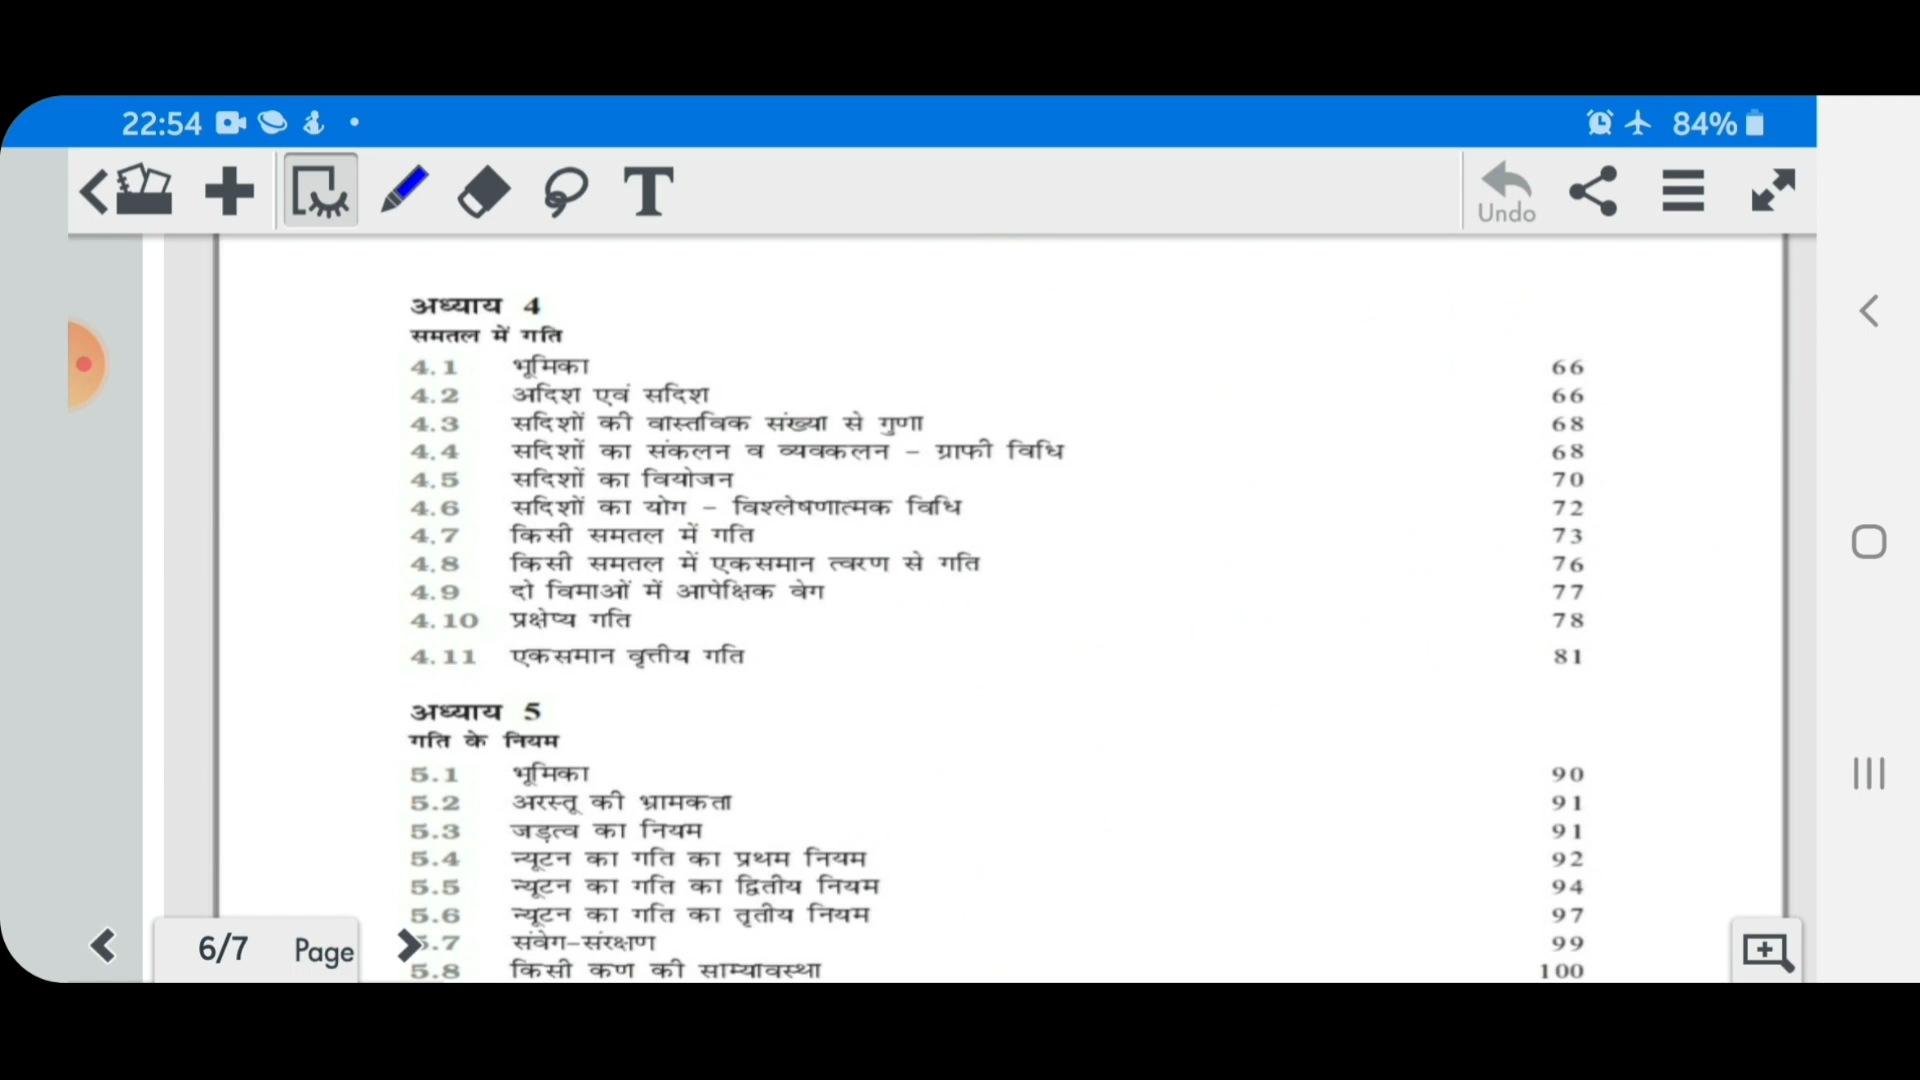 22:54
84%
Undo
अध्याय 4
समतल में गति
4.1 भूमिका 66
4.2 अदिश एवं सदिश 66
4.3 सदिशों की वास्तविक संख्या से गुणा 68
4.4 सदिशों का संकलन व व्यवकलन – ग्राफी विधि 68
4.5 सदिशों का वियोजन 70
4.6 सदिशों का योग – विश्लेषणात्मक विधि 72
4.7 किसी समतल में गति 73
4.8 किसी समतल में एकसमान त्वरण से गति 76
4.9 दो विमाओं में आपेक्षिक वेग 77
4.10 प्रक्षेप्य गति 78
4.11 एकसमान वृत्तीय गति 81
अध्याय 5
गति के नियम
5.1 भूमिका 90
5.2 अरस्तू की भ्रामकता 91
5.3 जड़त्व का नियम 91
5.4 न्यूटन का गति का प्रथम नियम 92
5.5 न्यूटन का गति का द्वितीय नियम 94
5.6 न्यूटन का गति का तृतीय नियम 97
5.7 संवेग-संरक्षण 99
5.8 किसी कण की साम्यावस्था 100
6/7 Page